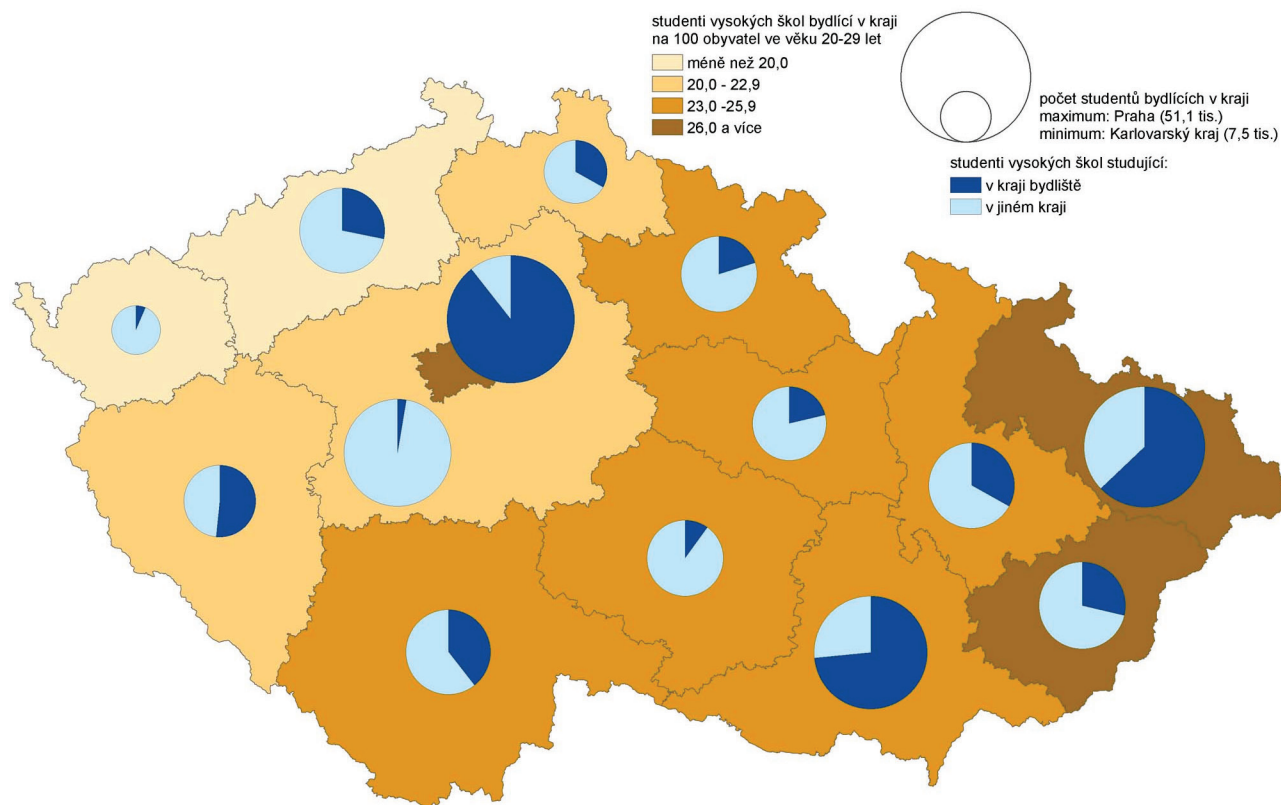 studenti vysokých škol bydlící v kraji
na 100 obyvatel ve věku 20-29 let
méně než 20,0
20,0 - 22,9
23,0 -25,9
26,0 a více
počet studentů bydlících v kraji
maximum: Praha (51,1 tis.)
minimum: Karlovarský kraj (7,5 tis.)
studenti vysokých škol studující:
v kraji bydliště
v jiném kraji